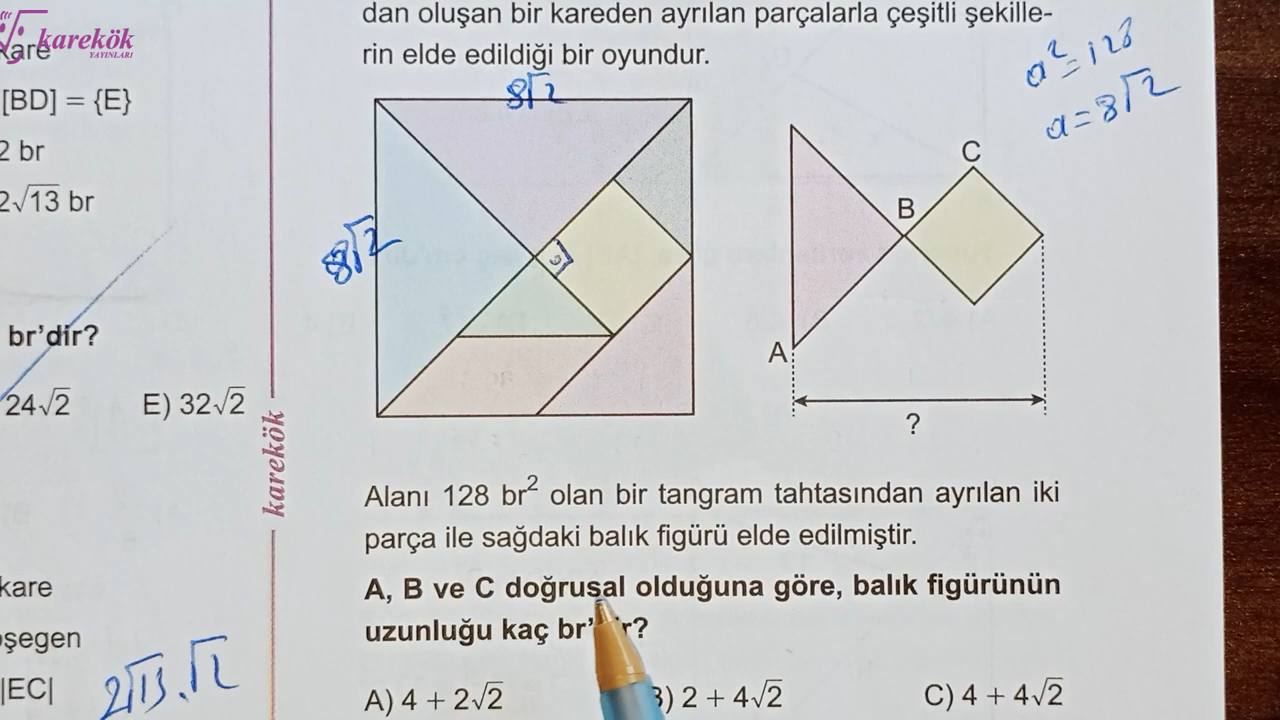 karekök
YAYINLARI
kare
[BD] = {E}
2 br
2√13 br
br'dir?
24√2 E) 32√2
karekök
kare
şegen
|EC|
2√13 . √2
dan oluşan bir kareden ayrılan parçalarla çeşitli şekille-
rin elde edildiği bir oyundur.
a² = 128
a = 8√2
8√2
8√2
C
B
A
?
Alanı 128 br² olan bir tangram tahtasından ayrılan iki
parça ile sağdaki balık figürü elde edilmiştir.
A, B ve C doğrusal olduğuna göre, balık figürünün
uzunluğu kaç br'
A) 4 + 2√2 B) 2 + 4√2 C) 4 + 4√2